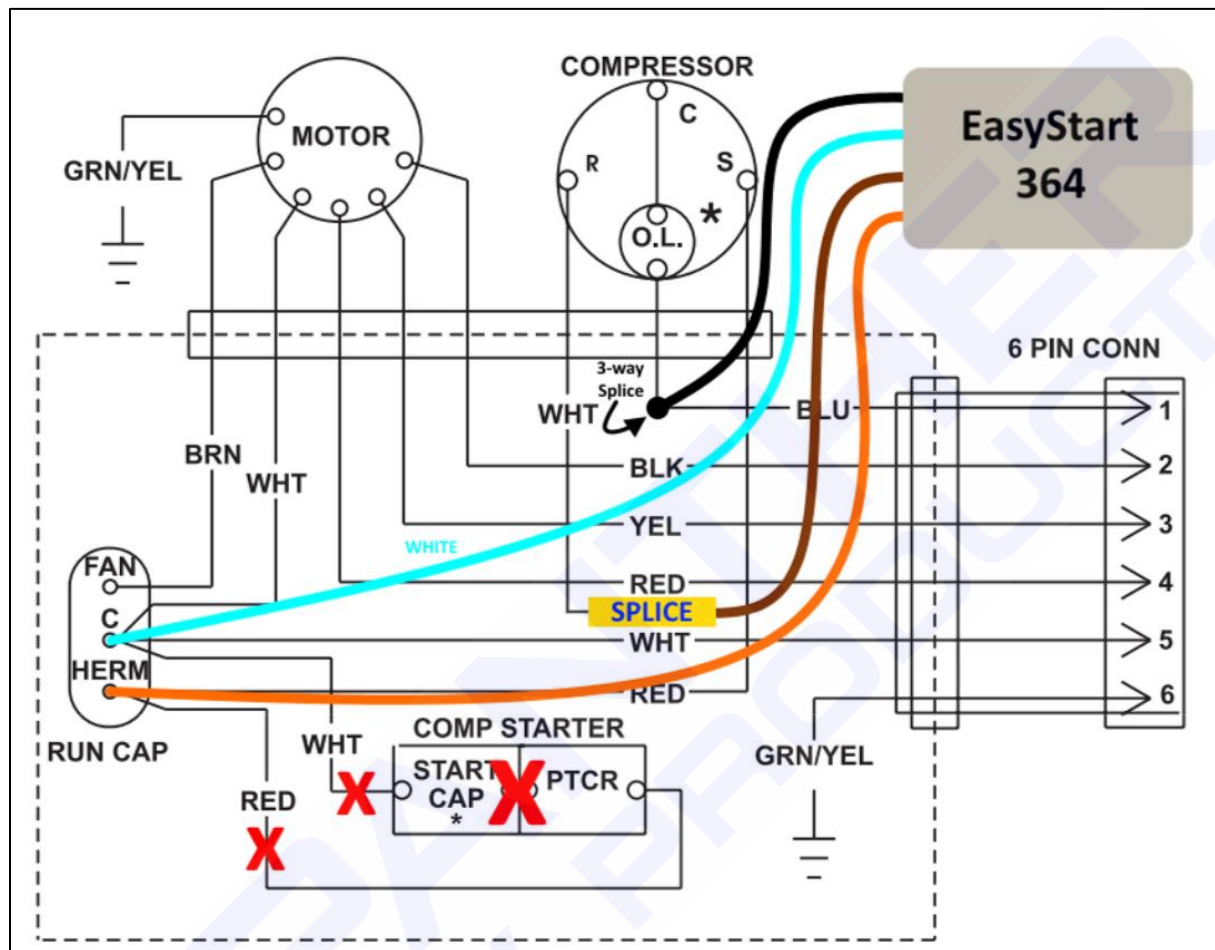 COMPRESSOR
EasyStart
364
MOTOR
C
R
S
*
O.L.
GRN/YEL
6 PIN CONN
3-way
Splice
WHT
BLU
1
BRN
WHT
BLK
2
YEL
3
WHITE
FAN
RED
4
C
SPLICE
WHT
5
HERM
RED
6
RUN CAP
WHT
COMP STARTER
GRN/YEL
START
CAP
*
PTCR
RED
X
X
X
PANTHER
PRODUCTS